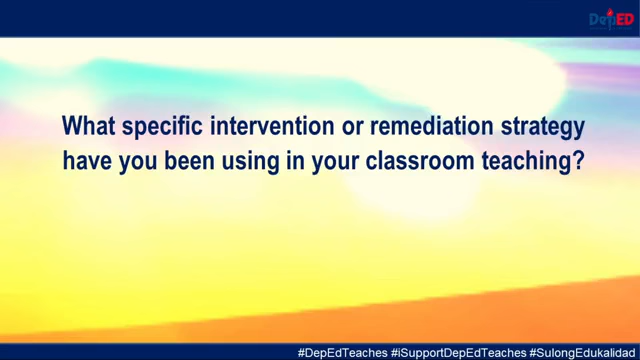 DepED
What specific intervention or remediation strategy
have you been using in your classroom teaching?
#DepEdTeaches #iSupportDepEdTeaches #SulongEdukalidad